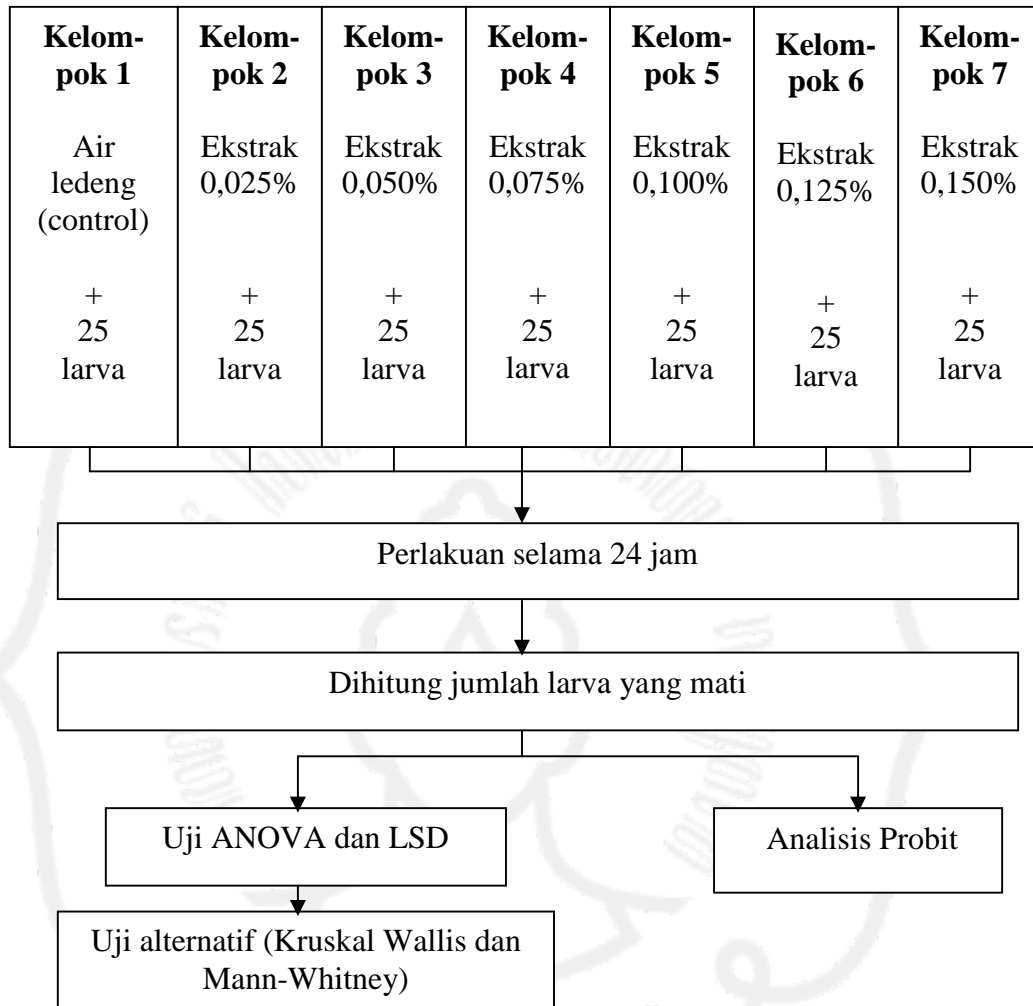 Kelom-
pok 1
Air
ledeng
(control)
+
25
larva
Kelom-
pok 2
Ekstrak
0,025%
+
25
larva
Kelom-
pok 3
Ekstrak
0,050%
+
25
larva
Kelom-
pok 4
Ekstrak
0,075%
+
25
larva
Kelom-
pok 5
Ekstrak
0,100%
+
25
larva
Kelom-
pok 6
Ekstrak
0,125%
+
25
larva
Kelom-
pok 7
Ekstrak
0,150%
+
25
larva
Perlakuan selama 24 jam
Dihitung jumlah larva yang mati
Uji ANOVA dan LSD
Analisis Probit
Uji alternatif (Kruskal Wallis dan
Mann-Whitney)